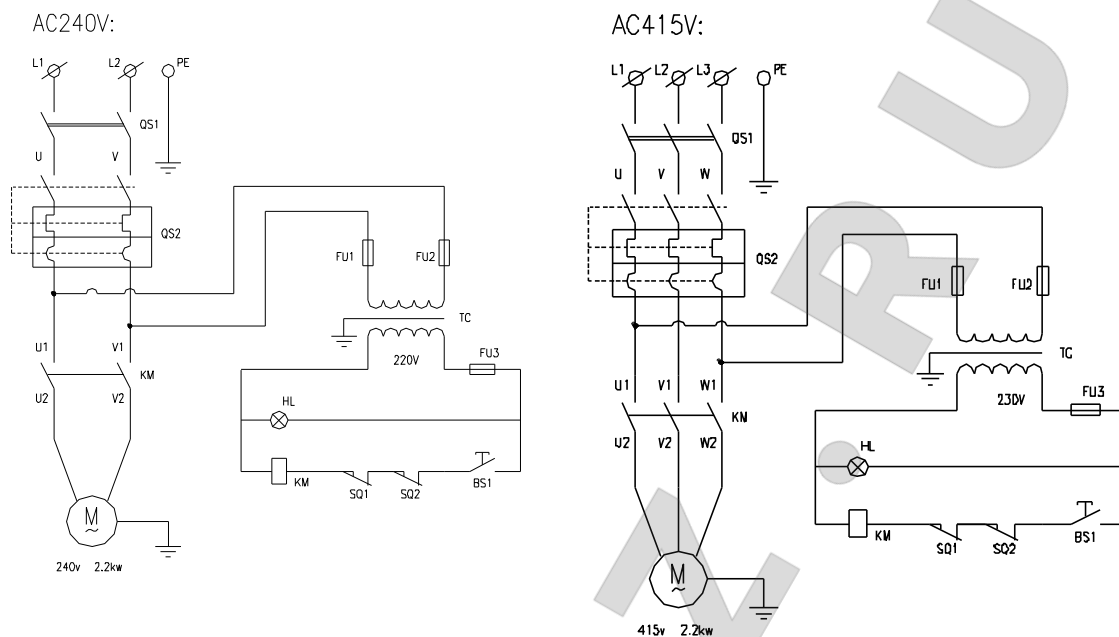 AC240V:
L1 L2 PE
QS1
U V
QS2
FU1 FU2
TC
220V
FU3
U1 V1
KM
U2 V2
HL
KM SQ1 SQ2 BS1
M
~
240v 2.2kw
AC415V:
L1 L2 L3 PE
QS1
U V W
QS2
FU1 FU2
TC
230V
FU3
U1 V1 W1
KM
U2 V2 W2
HL
KM SQ1 SQ2 BS1
M
~
415v 2.2kw